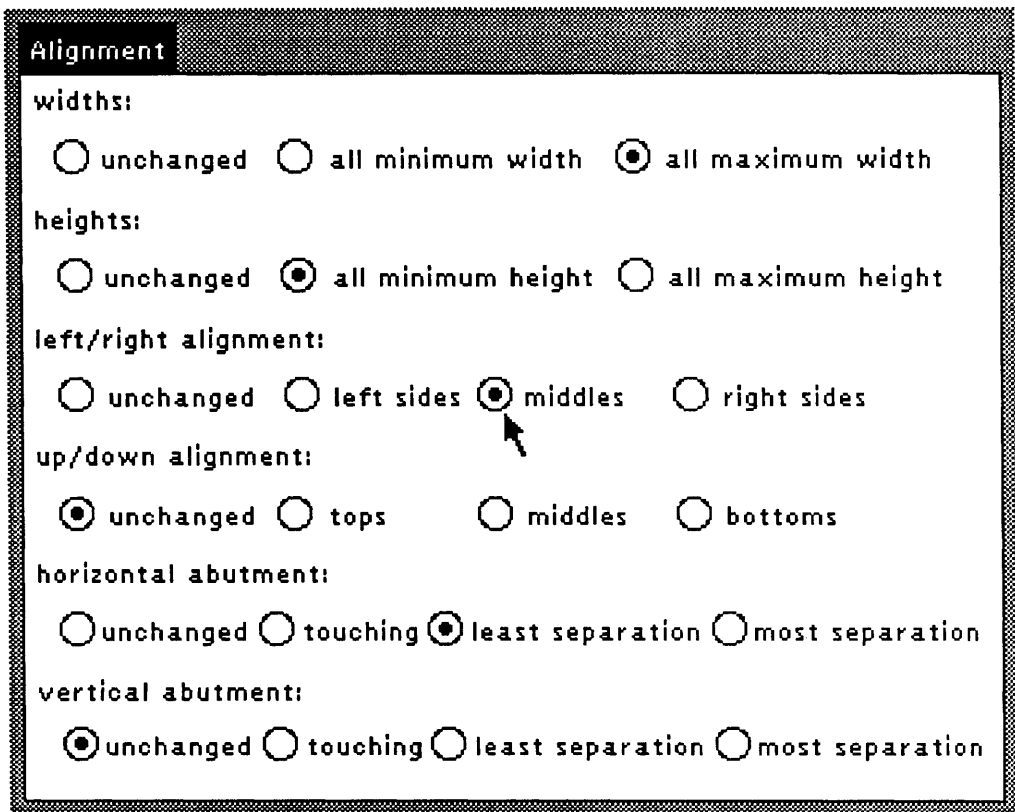 Alignment
widths:
unchanged all minimum width all maximum width
heights:
unchanged all minimum height all maximum height
left/right alignment:
unchanged left sides middles right sides
up/down alignment:
unchanged tops middles bottoms
horizontal abutment:
unchanged touching least separation most separation
vertical abutment:
unchanged touching least separation most separation